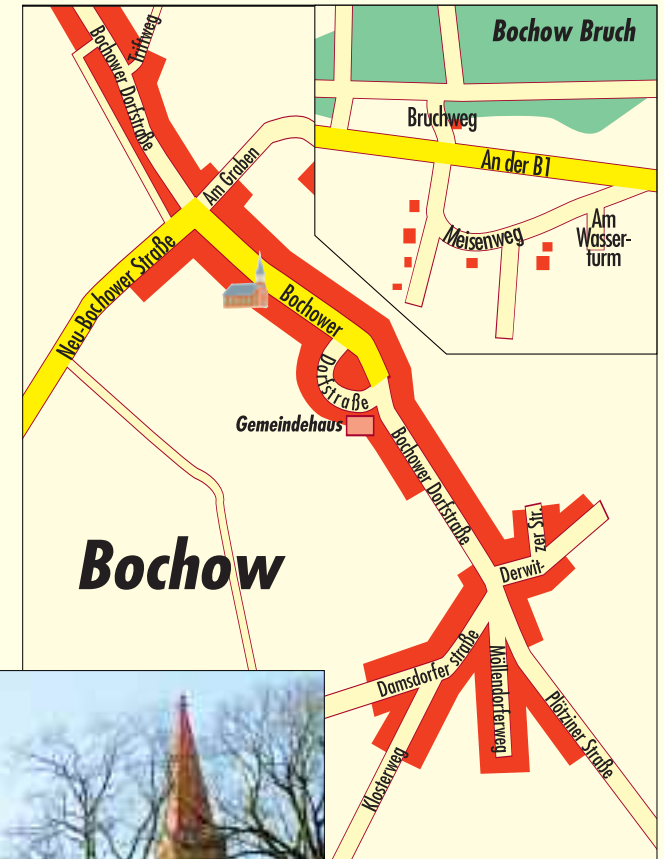 Bochower Dorfstraße
Triftweg
Bochow Bruch
Bruchweg
An der B1
Am Graben
Meisenweg
Am
Wasser-
turm
Neu-Bochower Straße
Bochower
Dorfstraße
Gemeindehaus
Bochower Dorfstraße
Bochow
Derwit-
zer Str.
Damsdorfer straße
Möllendorferweg
Plötziner Straße
Klosterweg